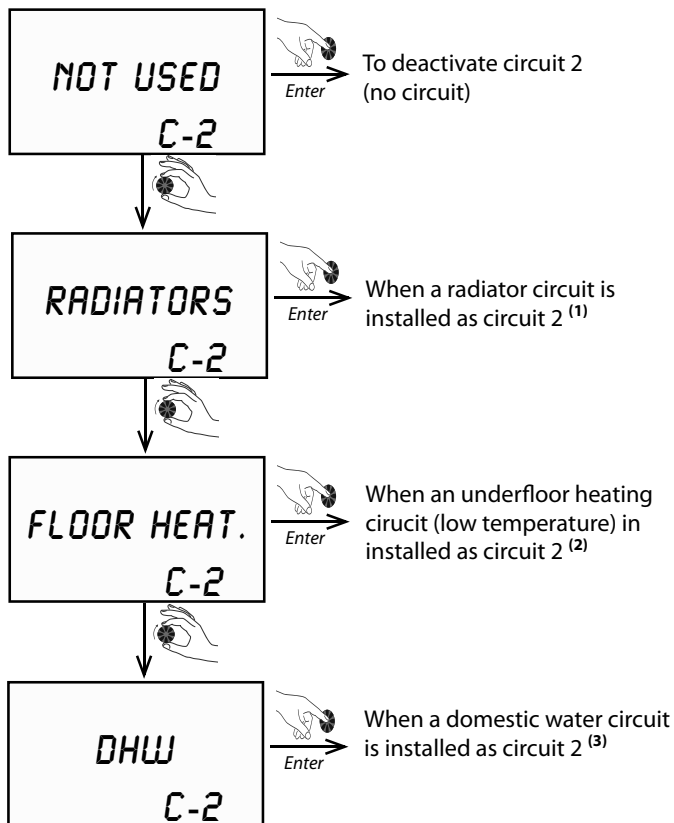 NOT USED
C-2
Enter
To deactivate circuit 2
(no circuit)
RADIATORS
C-2
Enter
When a radiator circuit is
installed as circuit 2 (1)
FLOOR HEAT.
C-2
Enter
When an underfloor heating
cirucit (low temperature) in
installed as circuit 2 (2)
DHW
C-2
Enter
When a domestic water circuit
is installed as circuit 2 (3)